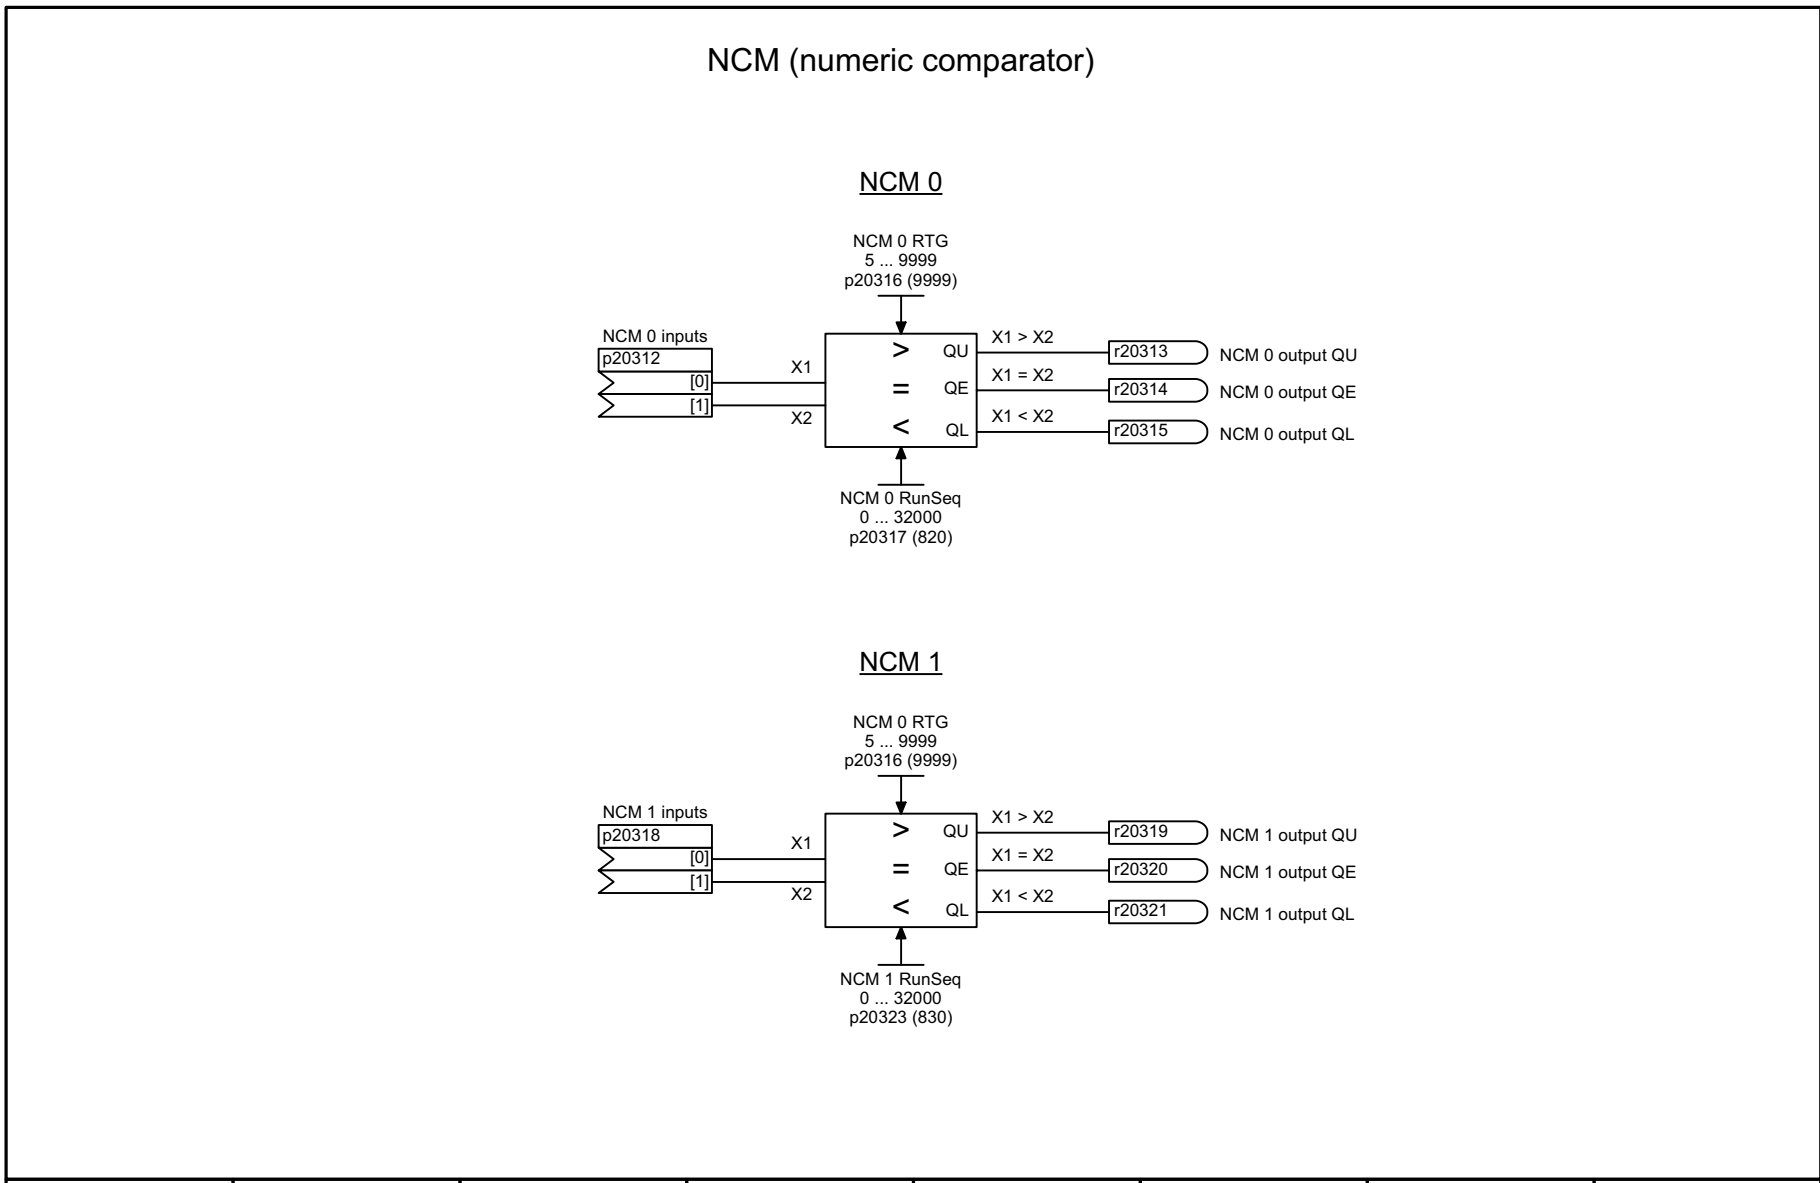 NCM (numeric comparator)
NCM 0
NCM 0 RTG
5 ... 9999
p20316 (9999)
NCM 0 inputs
p20312
[0]
[1]
X1
X2
>
=
<
QU
QE
QL
X1 > X2
X1 = X2
X1 < X2
r20313
NCM 0 output QU
r20314
NCM 0 output QE
r20315
NCM 0 output QL
NCM 0 RunSeq
0 ... 32000
p20317 (820)
NCM 1
NCM 0 RTG
5 ... 9999
p20316 (9999)
NCM 1 inputs
p20318
[0]
[1]
X1
X2
>
=
<
QU
QE
QL
X1 > X2
X1 = X2
X1 < X2
r20319
NCM 1 output QU
r20320
NCM 1 output QE
r20321
NCM 1 output QL
NCM 1 RunSeq
0 ... 32000
p20323 (830)